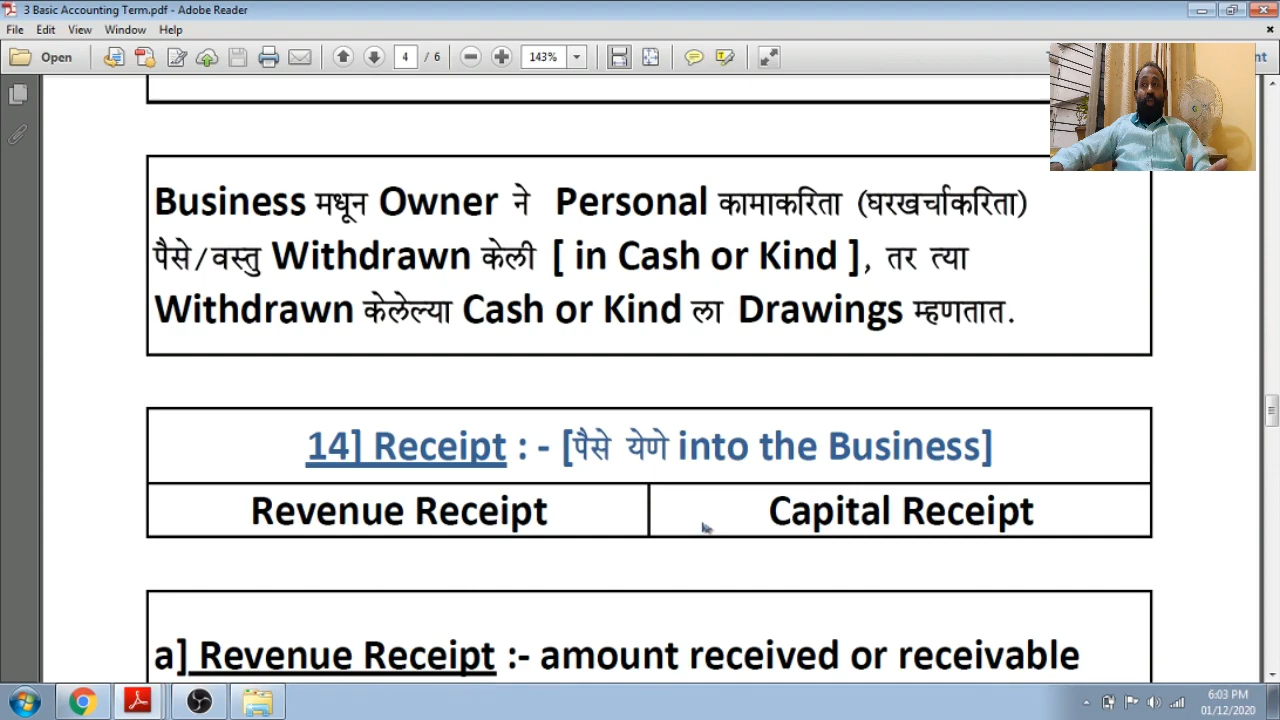 3 Basic Accounting Term.pdf - Adobe Reader
File Edit View Window Help
Open 4 / 6 143%
Business मधून Owner ने Personal कामाकरिता (घरखर्चाकरिता)
पैसे/वस्तु Withdrawn केली [ in Cash or Kind ], तर त्या
Withdrawn केलेल्या Cash or Kind ला Drawings म्हणतात.
14] Receipt : - [पैसे येणे into the Business]
Revenue Receipt Capital Receipt
a] Revenue Receipt :- amount received or receivable
6:03 PM
01/12/2020